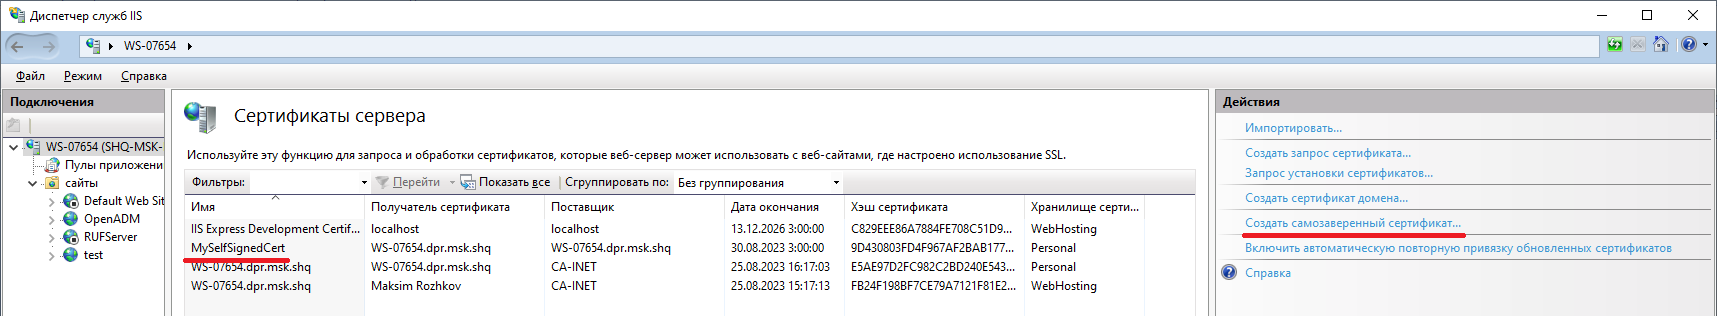 Диспетчер служб IIS
WS-07654
Файл Режим Справка
Подключения
WS-07654 (SHQ-MSK-
Пулы приложени
сайты
Default Web Sit
OpenADM
RUFServer
test
Сертификаты сервера
Используйте эту функцию для запроса и обработки сертификатов, которые веб-сервер может использовать с веб-сайтами, где настроено использование SSL.
Фильтры: Перейти Показать все Сгруппировать по: Без группирования
Имя Получатель сертификата Поставщик Дата окончания Хэш сертификата Хранилище серти...
IIS Express Development Certif... localhost localhost 13.12.2026 3:00:00 C829EEE86A7884FE708C51D9... WebHosting
MySelfSignedCert WS-07654.dpr.msk.shq WS-07654.dpr.msk.shq 30.08.2023 3:00:00 9D430803FD4F967AF2BAB177... Personal
WS-07654.dpr.msk.shq WS-07654.dpr.msk.shq CA-INET 25.08.2023 16:17:03 E5AE97D2FC982C2BD240E543... Personal
WS-07654.dpr.msk.shq Maksim Rozhkov CA-INET 25.08.2023 15:17:13 FB24F198BF7CE79A7121F81E2... WebHosting
Действия
Импортировать...
Создать запрос сертификата...
Запрос установки сертификатов...
Создать сертификат домена...
Создать самозаверенный сертификат...
Включить автоматическую повторную привязку обновленных сертификатов
Справка